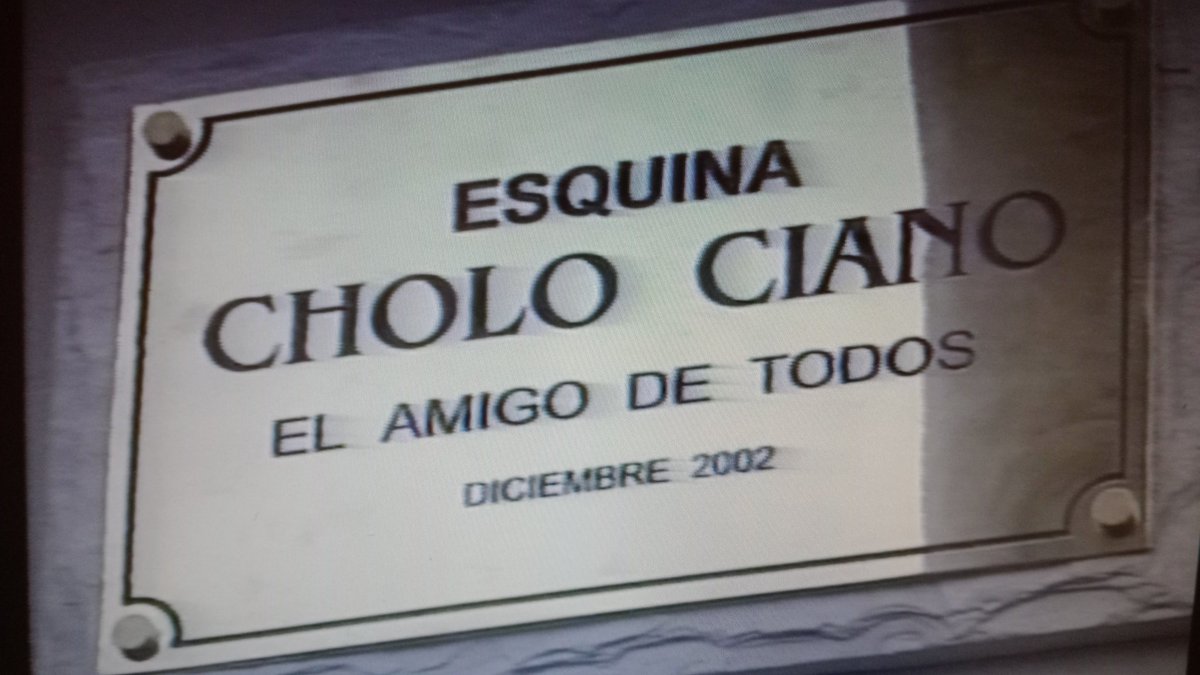 ESQUINA
CHOLO CIANO
EL AMIGO DE TODOS
DICIEMBRE 2002